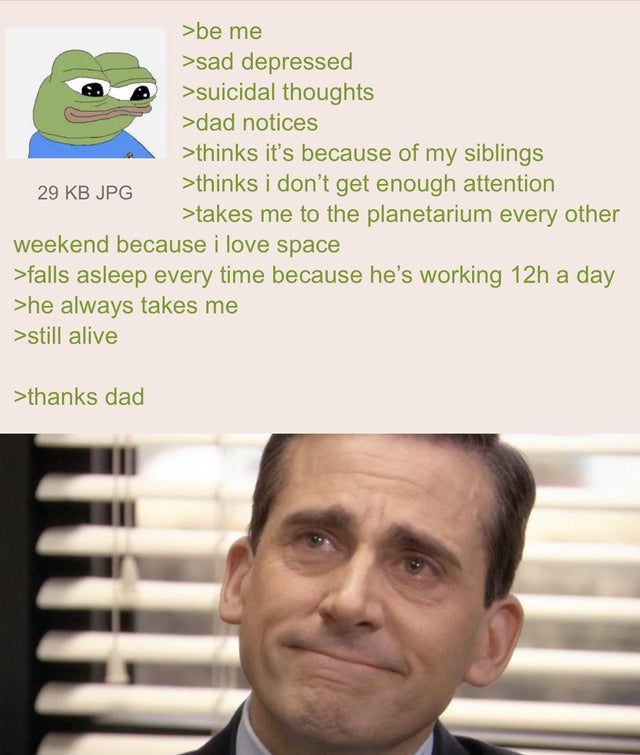 >be me
>sad depressed
>suicidal thoughts
>dad notices
>thinks it's because of my siblings
29 KB JPG
>thinks i don't get enough attention
>takes me to the planetarium every other
weekend because i love space
>falls asleep every time because he's working 12h a day
>he always takes me
>still alive
>thanks dad